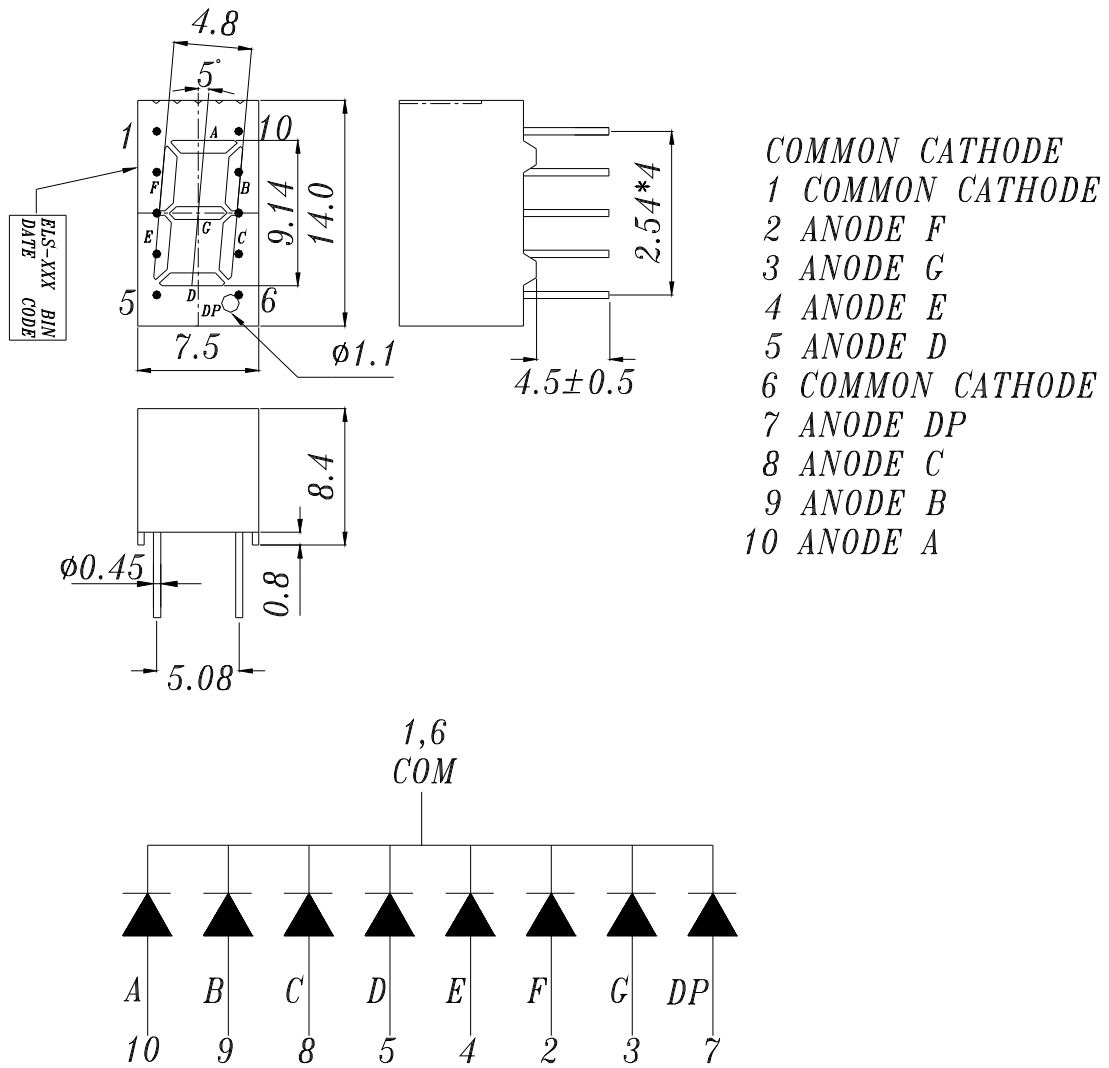 4.8
5°
1
10
A
F
B
G
E
C
D
5
6
DP
9.14
14.0
7.5
ø1.1
ELS-XXX BIN
DATE CODE
2.54*4
4.5±0.5
8.4
ø0.45
0.8
5.08
COMMON CATHODE
1 COMMON CATHODE
2 ANODE F
3 ANODE G
4 ANODE E
5 ANODE D
6 COMMON CATHODE
7 ANODE DP
8 ANODE C
9 ANODE B
10 ANODE A
1,6
COM
A B C D E F G DP
10 9 8 5 4 2 3 7